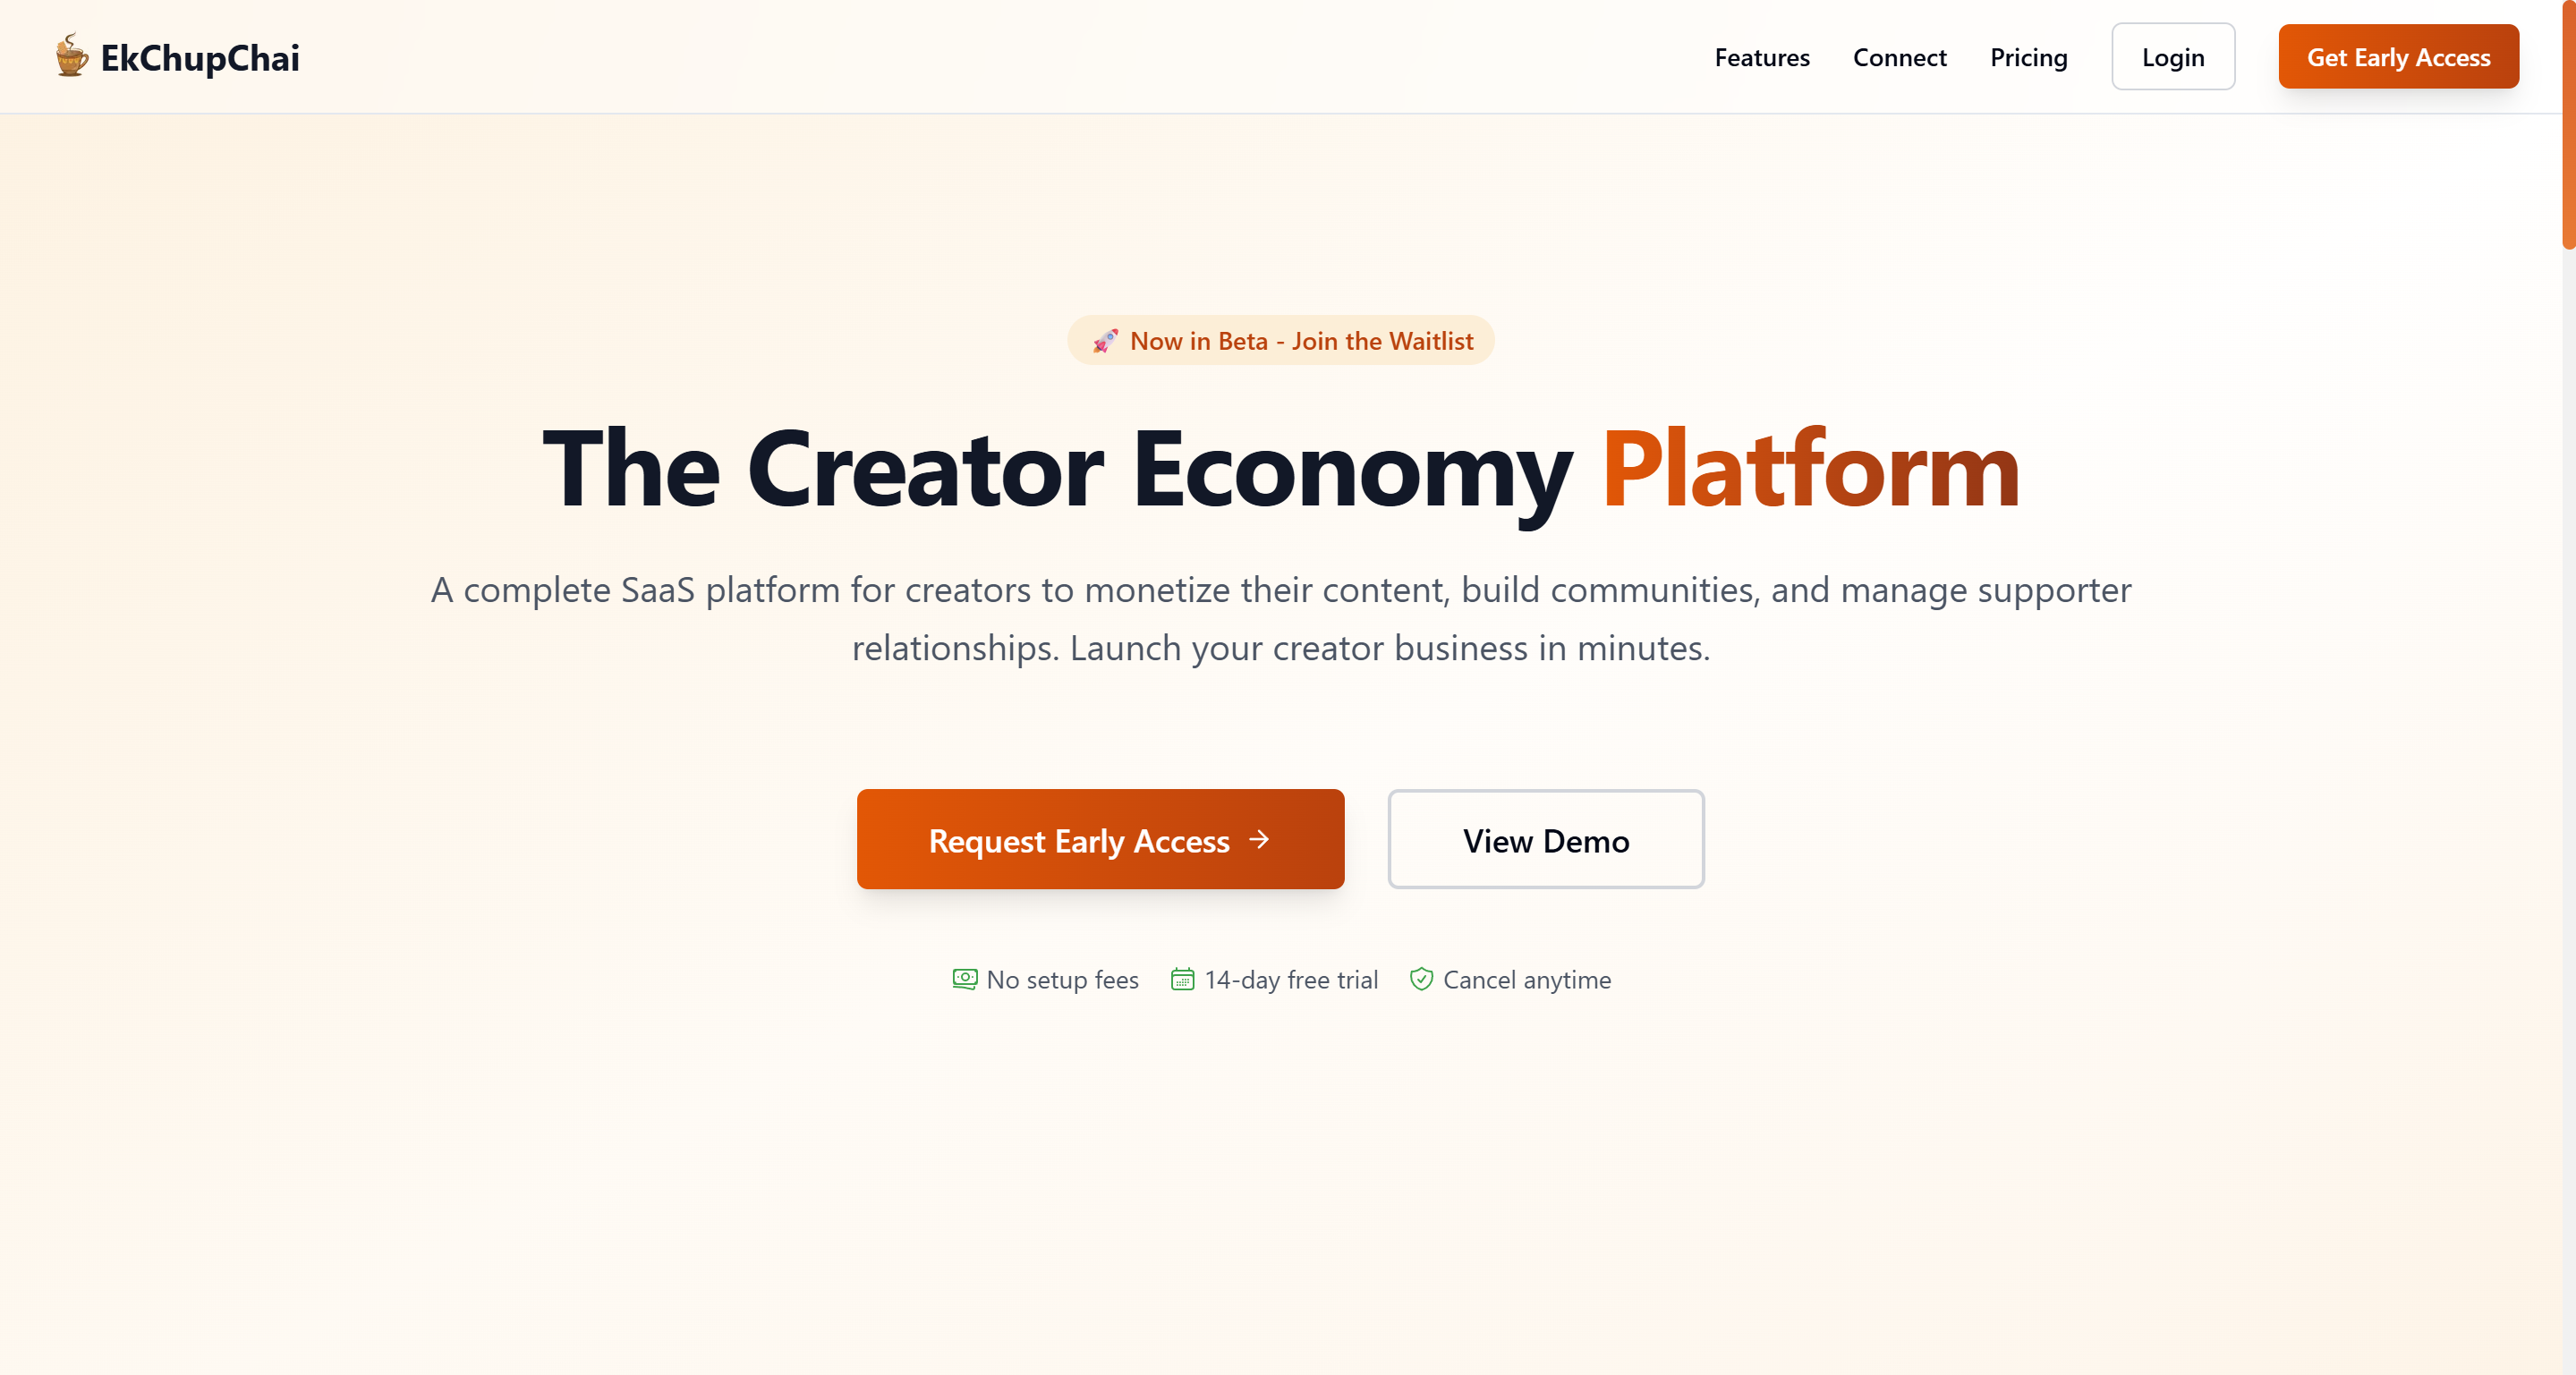 EkChupChai
Features
Connect
Pricing
Login
Get Early Access
🚀 Now in Beta - Join the Waitlist
The Creator Economy Platform
A complete SaaS platform for creators to monetize their content, build communities, and manage supporter
relationships. Launch your creator business in minutes.
Request Early Access →
View Demo
No setup fees
14-day free trial
Cancel anytime